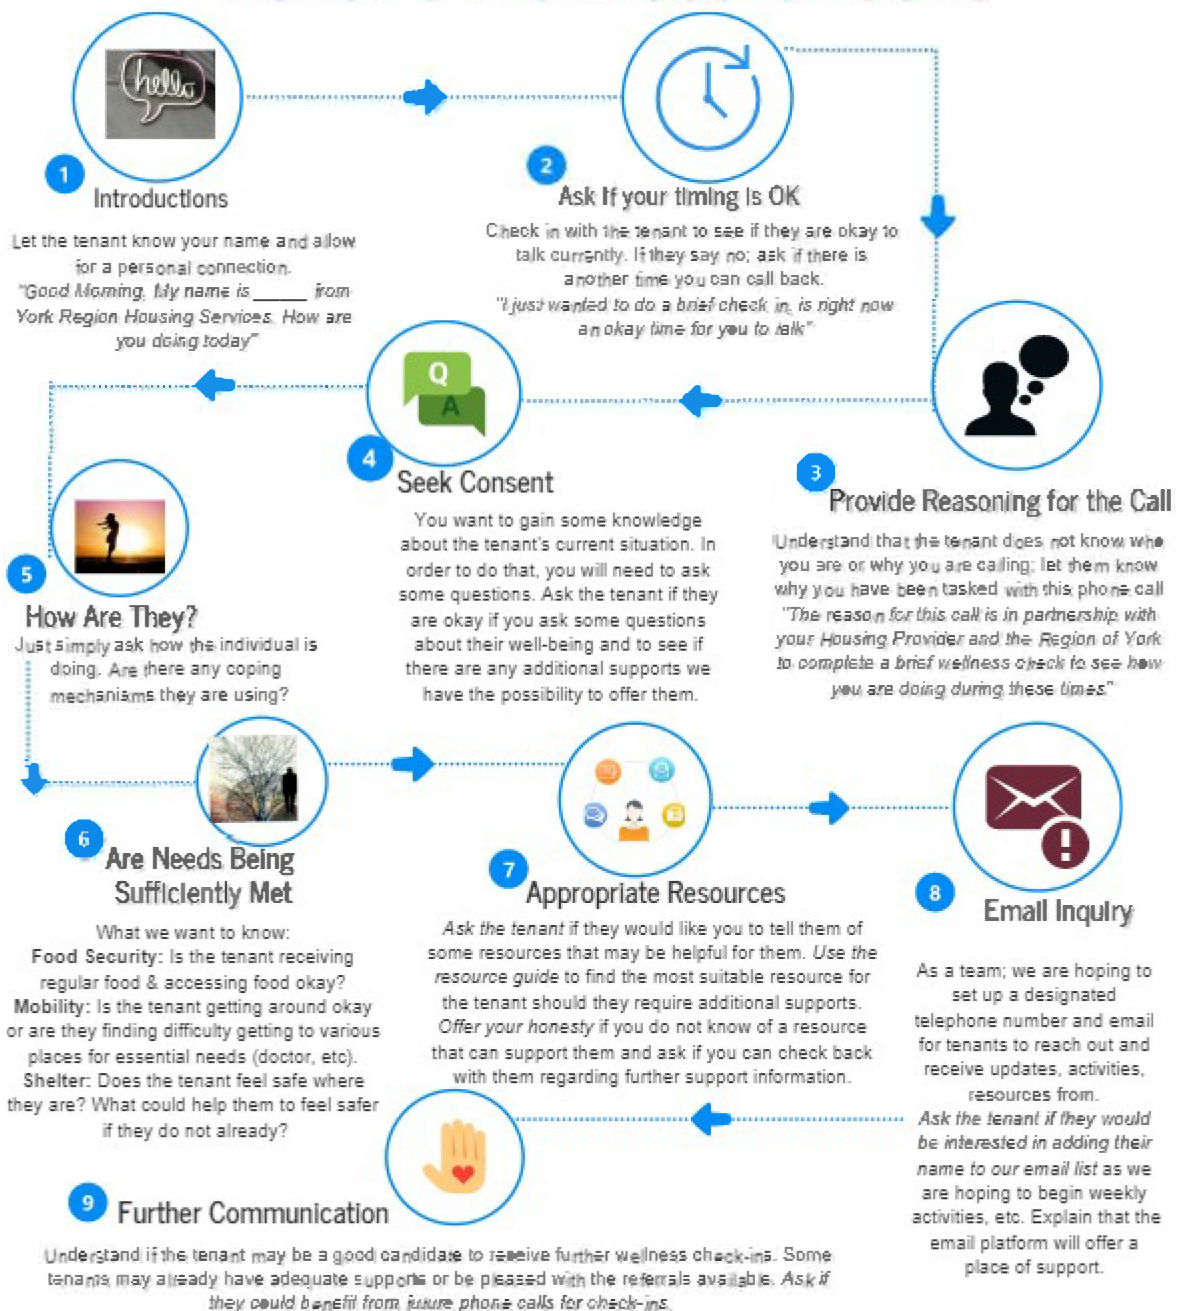 hello
1
Introductions
Let the tenant know your name and allow
for a personal connection.
"Good Morning. My name is ______ from
York Region Housing Services. How are
you doing today"
2
Ask If your timing is OK
Check in with the tenant to see if they are okay to
talk currently. If they say no; ask if there is
another time you can call back.
"I just wanted to do a brief check in, is right now
an okay time for you to talk"
3
Provide Reasoning for the Call
Understand that the tenant does not know who
you are or why you are calling; let them know
why you have been tasked with this phone call
"The reason for this call is in partnership with
your Housing Provider and the Region of York
to complete a brief wellness check to see how
you are doing during these times."
Q
A
4
Seek Consent
You want to gain some knowledge
about the tenant's current situation. In
order to do that, you will need to ask
some questions. Ask the tenant if they
are okay if you ask some questions
about their well-being and to see if
there are any additional supports we
have the possibility to offer them.
5
How Are They?
Just simply ask how the individual is
doing. Are there any coping
mechanisms they are using?
6
Are Needs Being
Sufficiently Met
What we want to know:
Food Security: Is the tenant receiving
regular food & accessing food okay?
Mobility: Is the tenant getting around okay
or are they finding difficulty getting to various
places for essential needs (doctor, etc).
Shelter: Does the tenant feel safe where
they are? What could help them to feel safer
if they do not already?
7
Appropriate Resources
Ask the tenant if they would like you to tell them of
some resources that may be helpful for them. Use the
resource guide to find the most suitable resource for
the tenant should they require additional supports.
Offer your honesty if you do not know of a resource
that can support them and ask if you can check back
with them regarding further support information.
8
Email Inquiry
As a team; we are hoping to
set up a designated
telephone number and email
for tenants to reach out and
receive updates, activities,
resources from.
Ask the tenant if they would
be interested in adding their
name to our email list as we
are hoping to begin weekly
activities, etc. Explain that the
email platform will offer a
place of support.
9
Further Communication
Understand if the tenant may be a good candidate to receive further wellness check-ins. Some
tenants may already have adequate supports or be pleased with the referrals available. Ask if
they could benefit from future phone calls for check-ins.